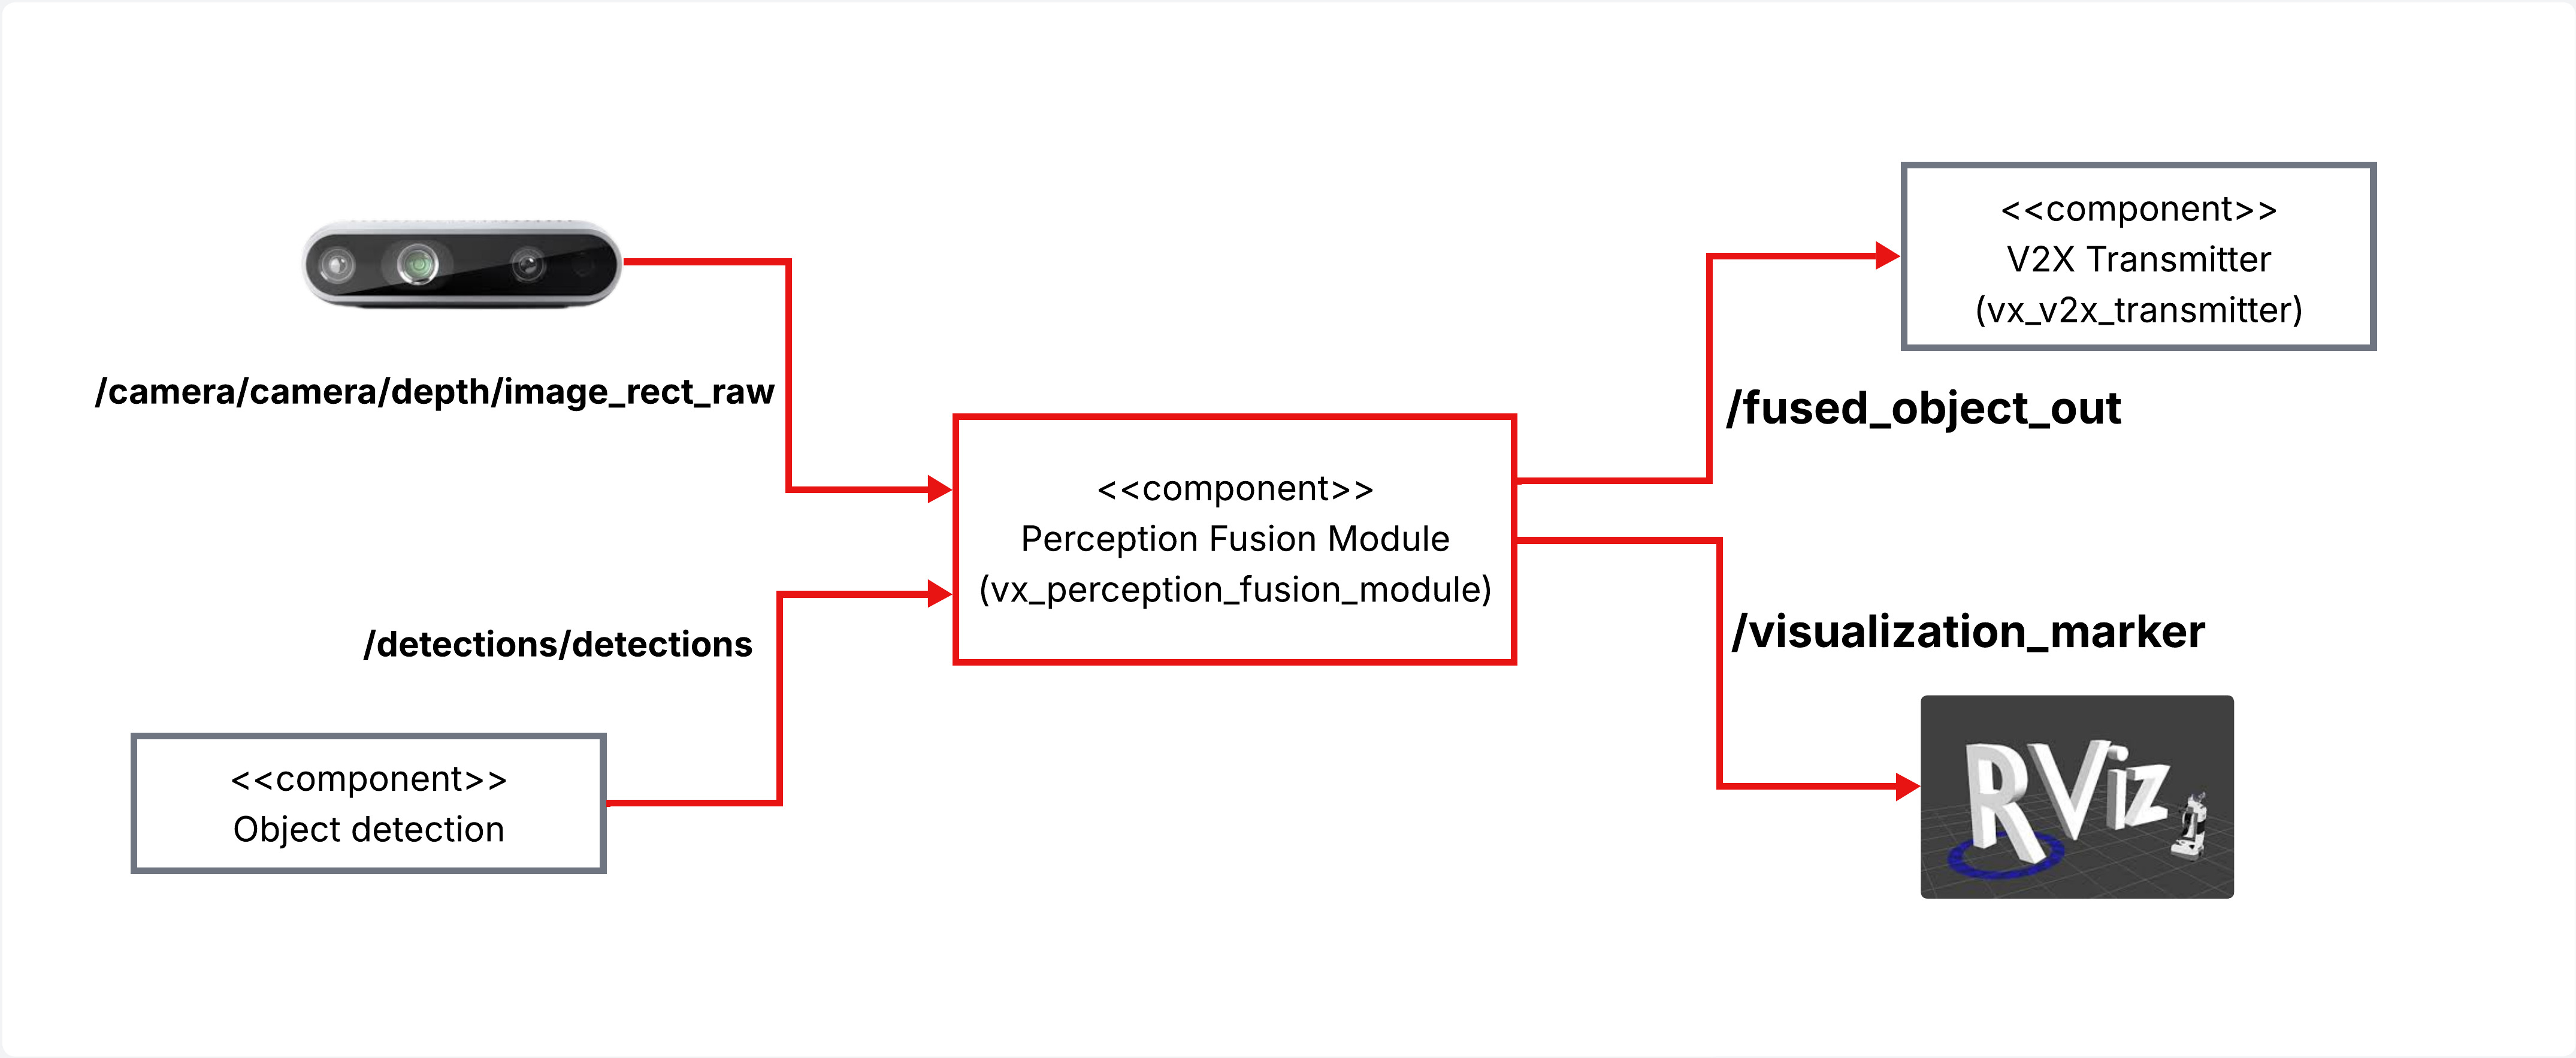 /camera/camera/depth/image_rect_raw
/detections/detections
<<component>>
Object detection
<<component>>
Perception Fusion Module
(vx_perception_fusion_module)
<<component>>
V2X Transmitter
(vx_v2x_transmitter)
/fused_object_out
/visualization_marker
RViz